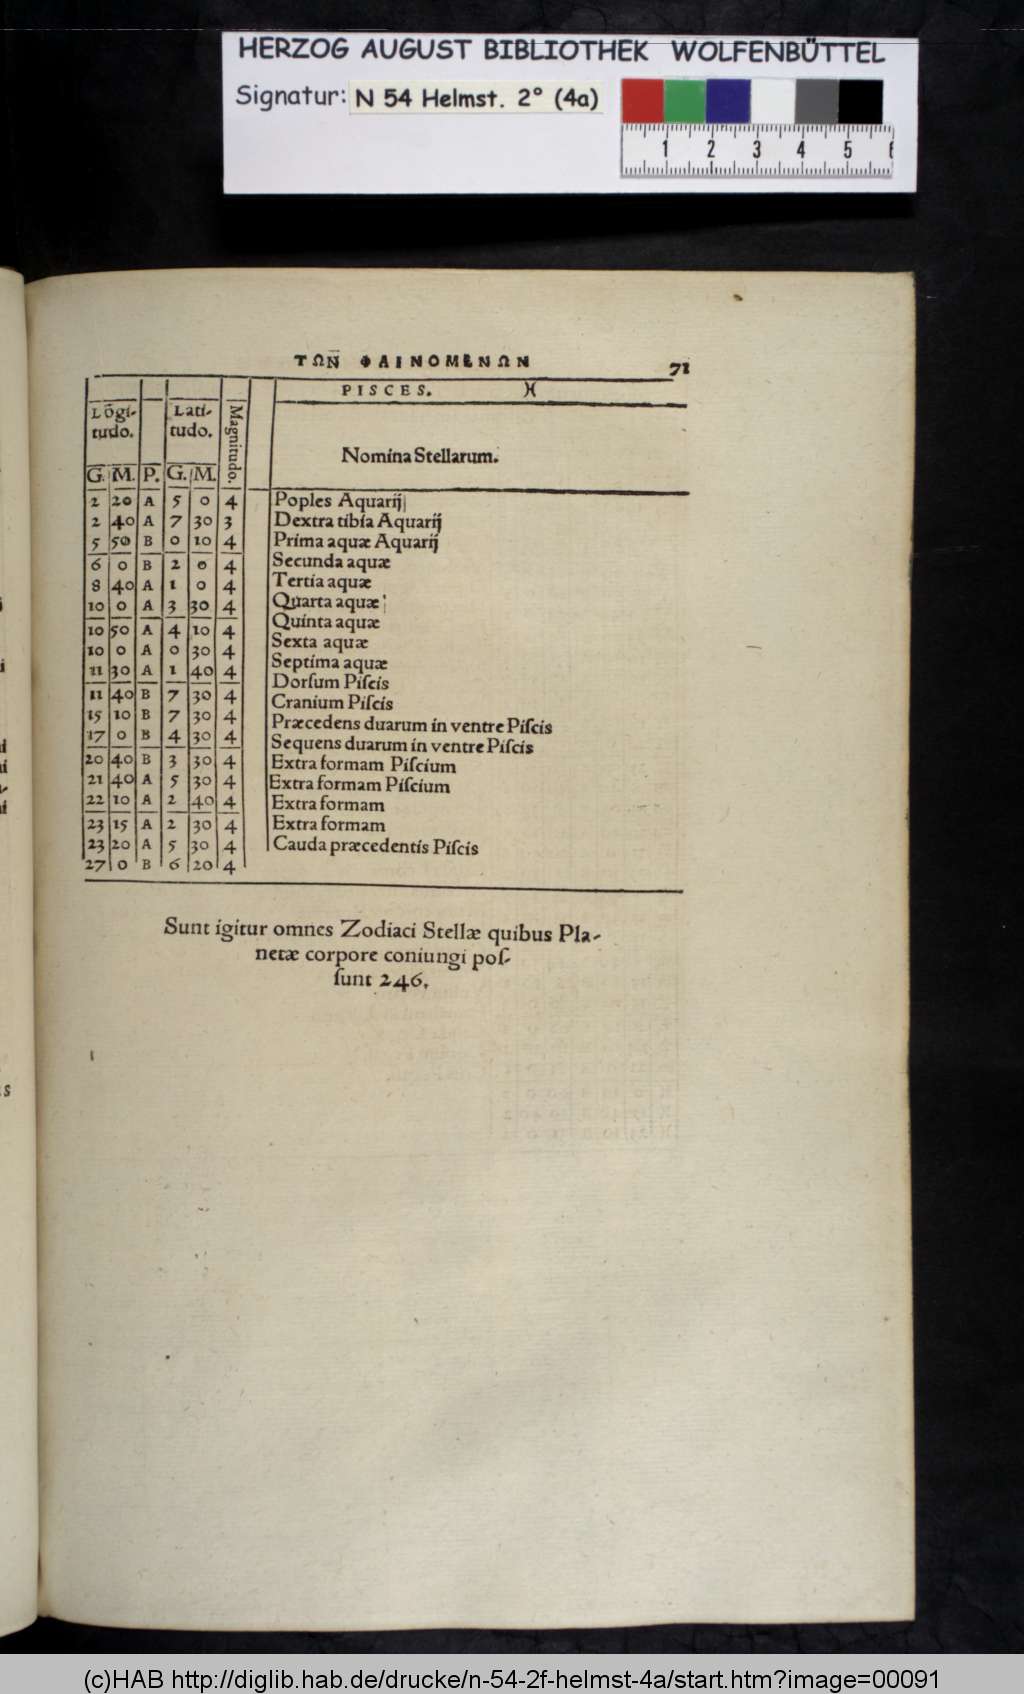 HERZOG AUGUST BIBLIOTHEK WOLFENBÜTTEL
Signatur: N 54 Helmst. 2° (4a)
1 2 3 4 5 6
ΤΩΝ ΦΑΙΝΟΜΕΝΩΝ 71
PISCES. ♓
Lõgi- Lati- Magnitudo.
tudo. tudo.
Nomina Stellarum.
G. M. P. G. M.
2 20 A 5 0 4 Poples Aquarij
2 40 A 7 30 3 Dextra tibia Aquarij
5 50 B 0 10 4 Prima aquæ Aquarij
6 0 B 2 0 4 Secunda aquæ
8 40 A 1 0 4 Tertia aquæ
10 0 A 3 30 4 Quarta aquæ
10 50 A 4 10 4 Quinta aquæ
10 0 A 0 30 4 Sexta aquæ
11 30 A 1 40 4 Septima aquæ
11 40 B 7 30 4 Dorſum Piſcis
15 10 B 7 30 4 Cranium Piſcis
17 0 B 4 30 4 Præcedens duarum in ventre Piſcis
20 40 B 3 30 4 Sequens duarum in ventre Piſcis
21 40 A 5 30 4 Extra formam Piſcium
22 10 A 2 40 4 Extra formam Piſcium
23 15 A 2 30 4 Extra formam
23 20 A 5 30 4 Extra formam
27 0 B 6 20 4 Cauda præcedentis Piſcis
Sunt igitur omnes Zodiaci Stellæ quibus Pla-
netæ corpore coniungi poſ-
ſunt 246.
(c)HAB http://diglib.hab.de/drucke/n-54-2f-helmst-4a/start.htm?image=00091